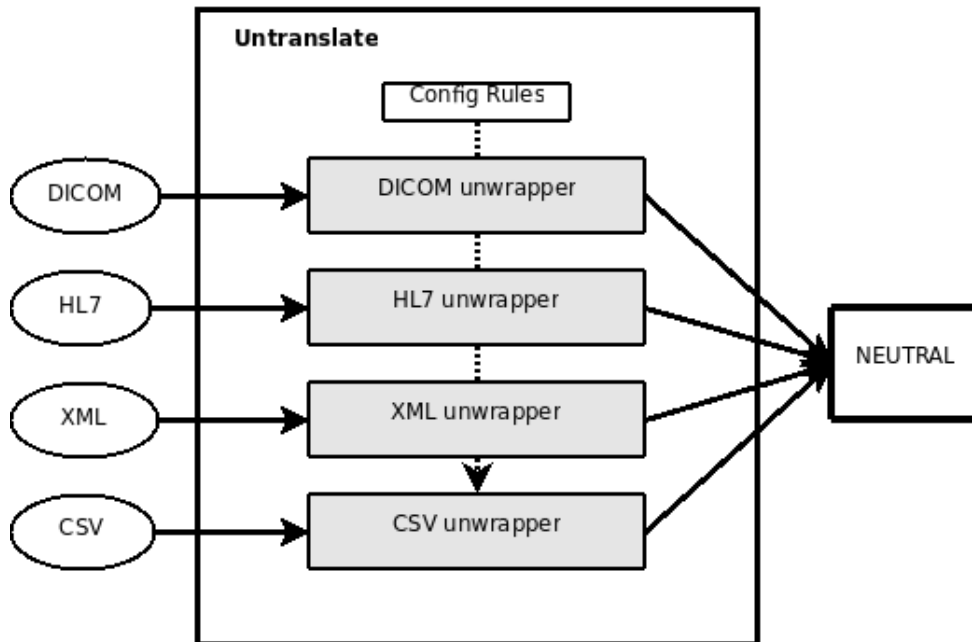 Untranslate
Config Rules
DICOM
DICOM unwrapper
HL7
HL7 unwrapper
NEUTRAL
XML
XML unwrapper
CSV
CSV unwrapper